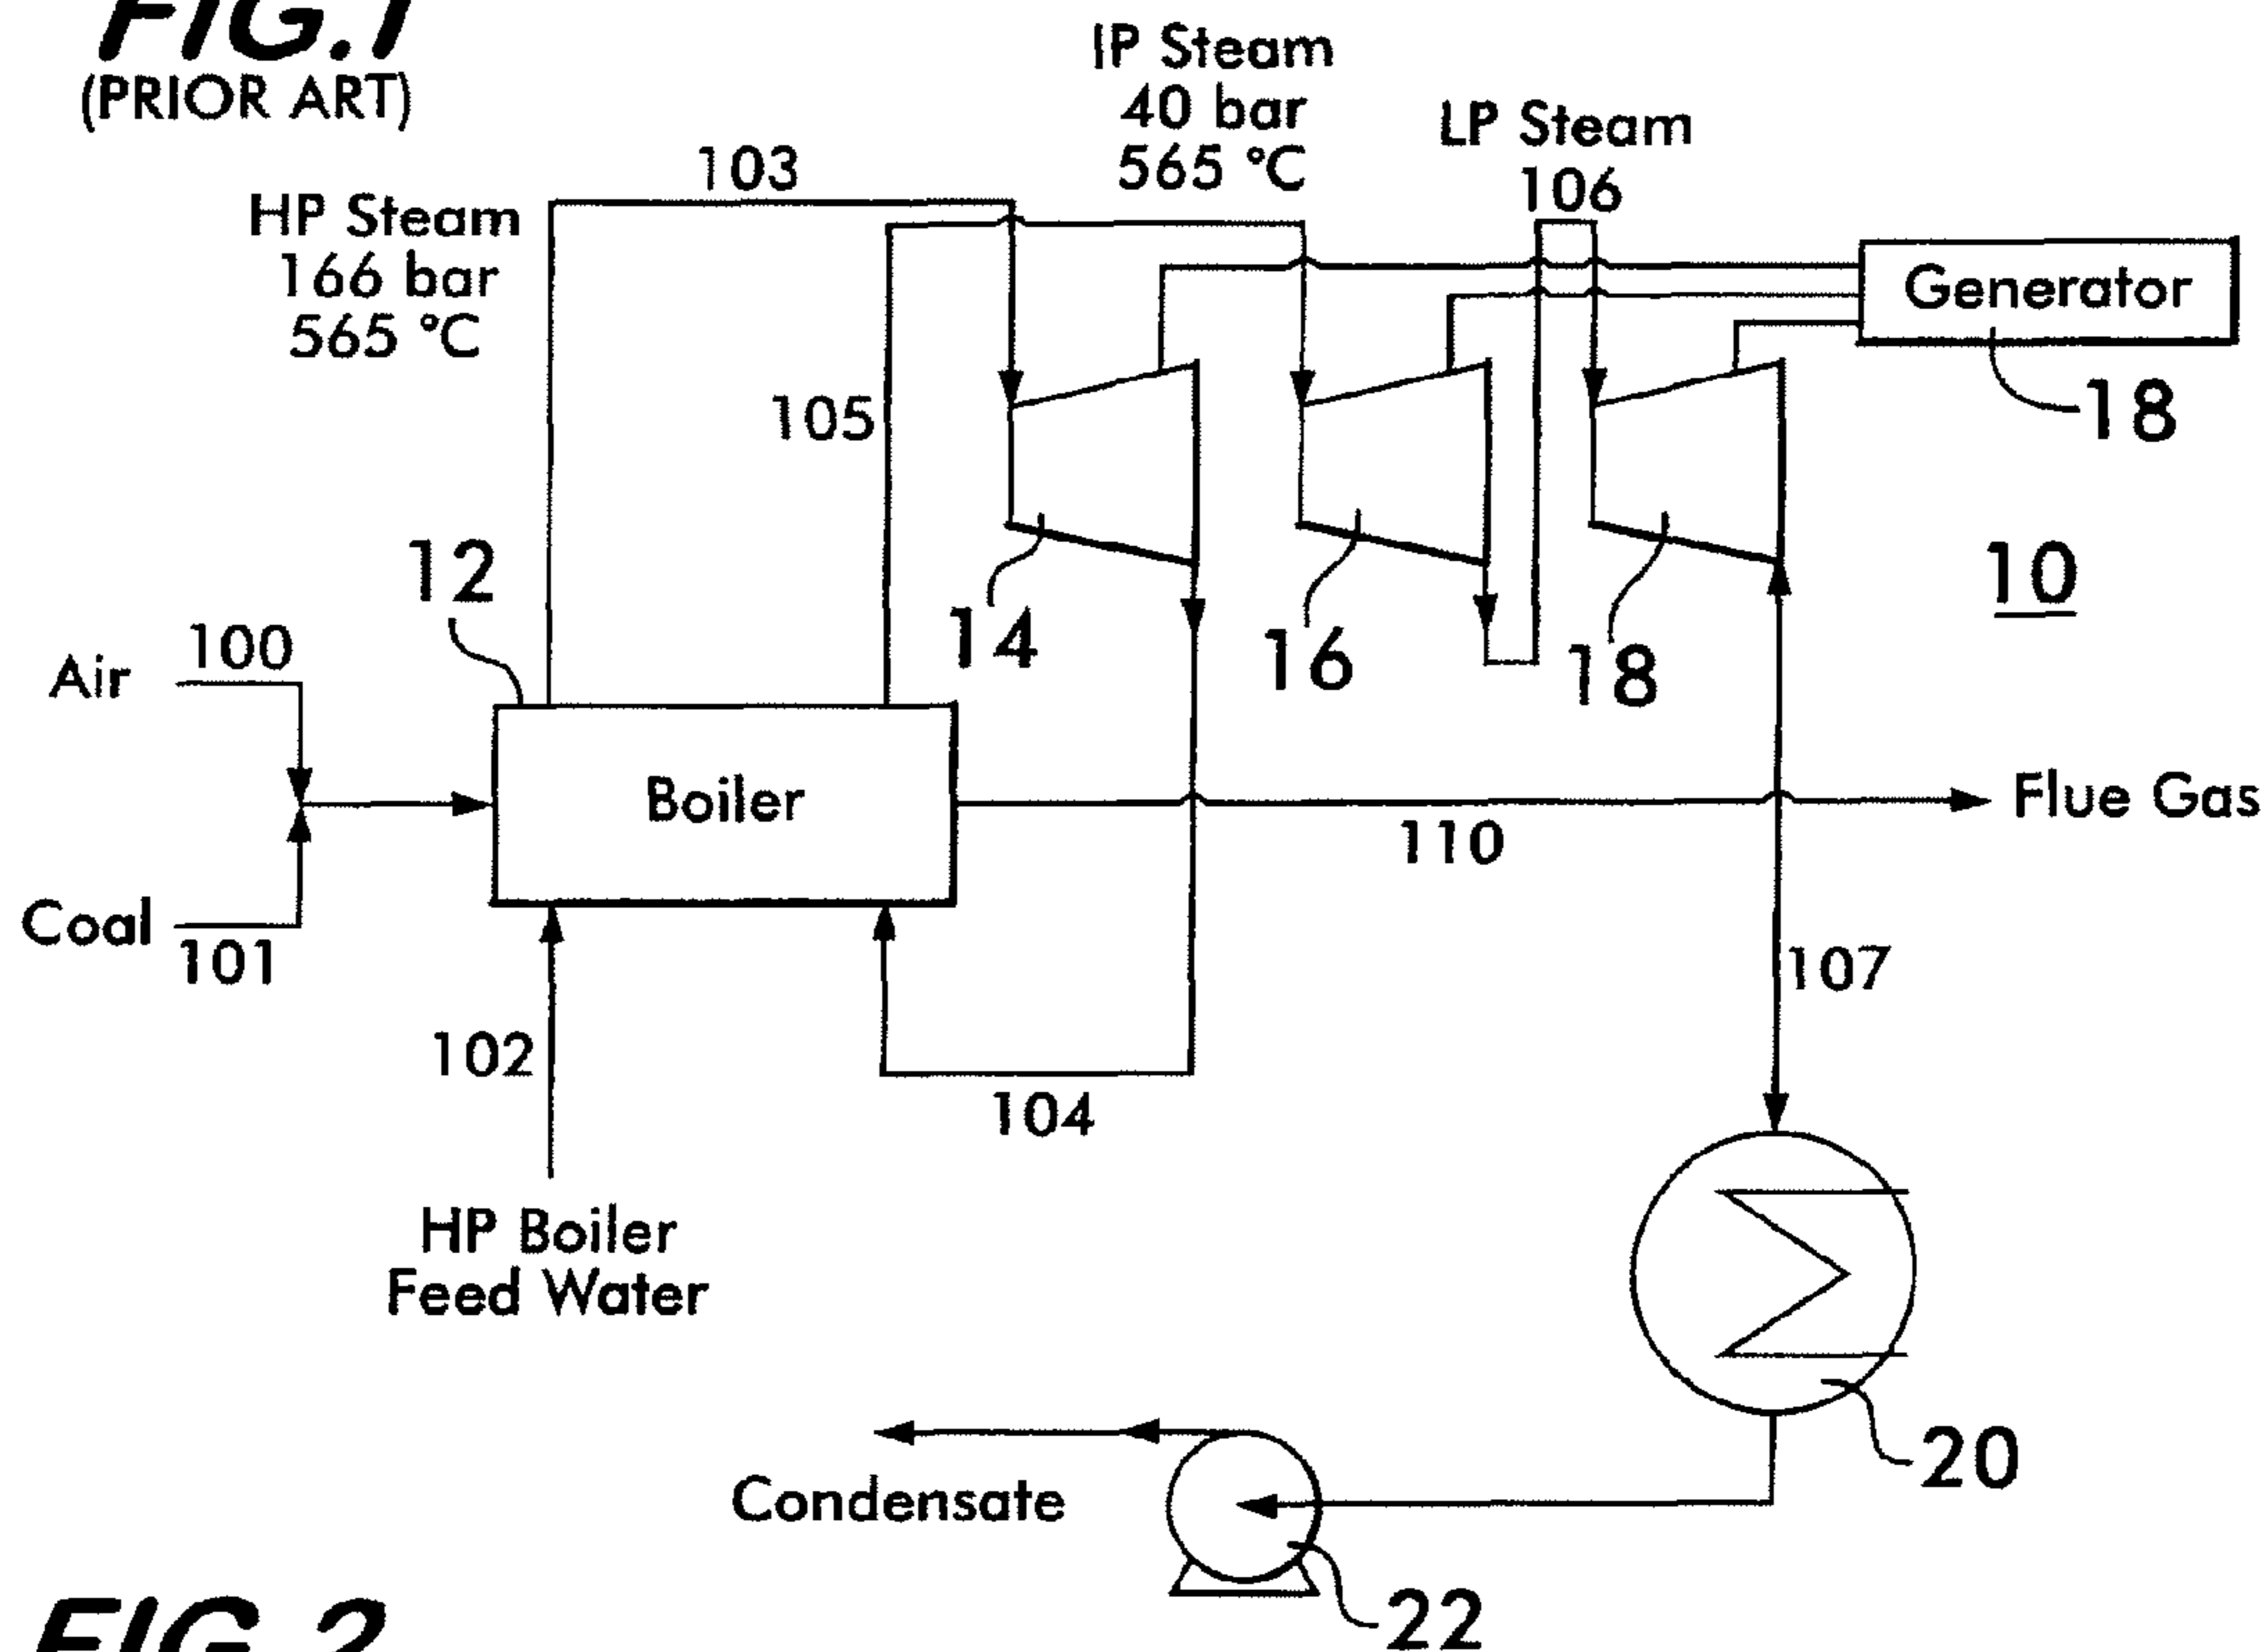 FIG.1
(PRIOR ART)
IP Steam
40 bar
565 °C
LP Steam
106
103
HP Steam
166 bar
565 °C
Generator
18
105
10
12
14
16
18
Air
100
Boiler
Flue Gas
110
Coal
101
107
102
104
HP Boiler
Feed Water
20
Condensate
22
FIG.2